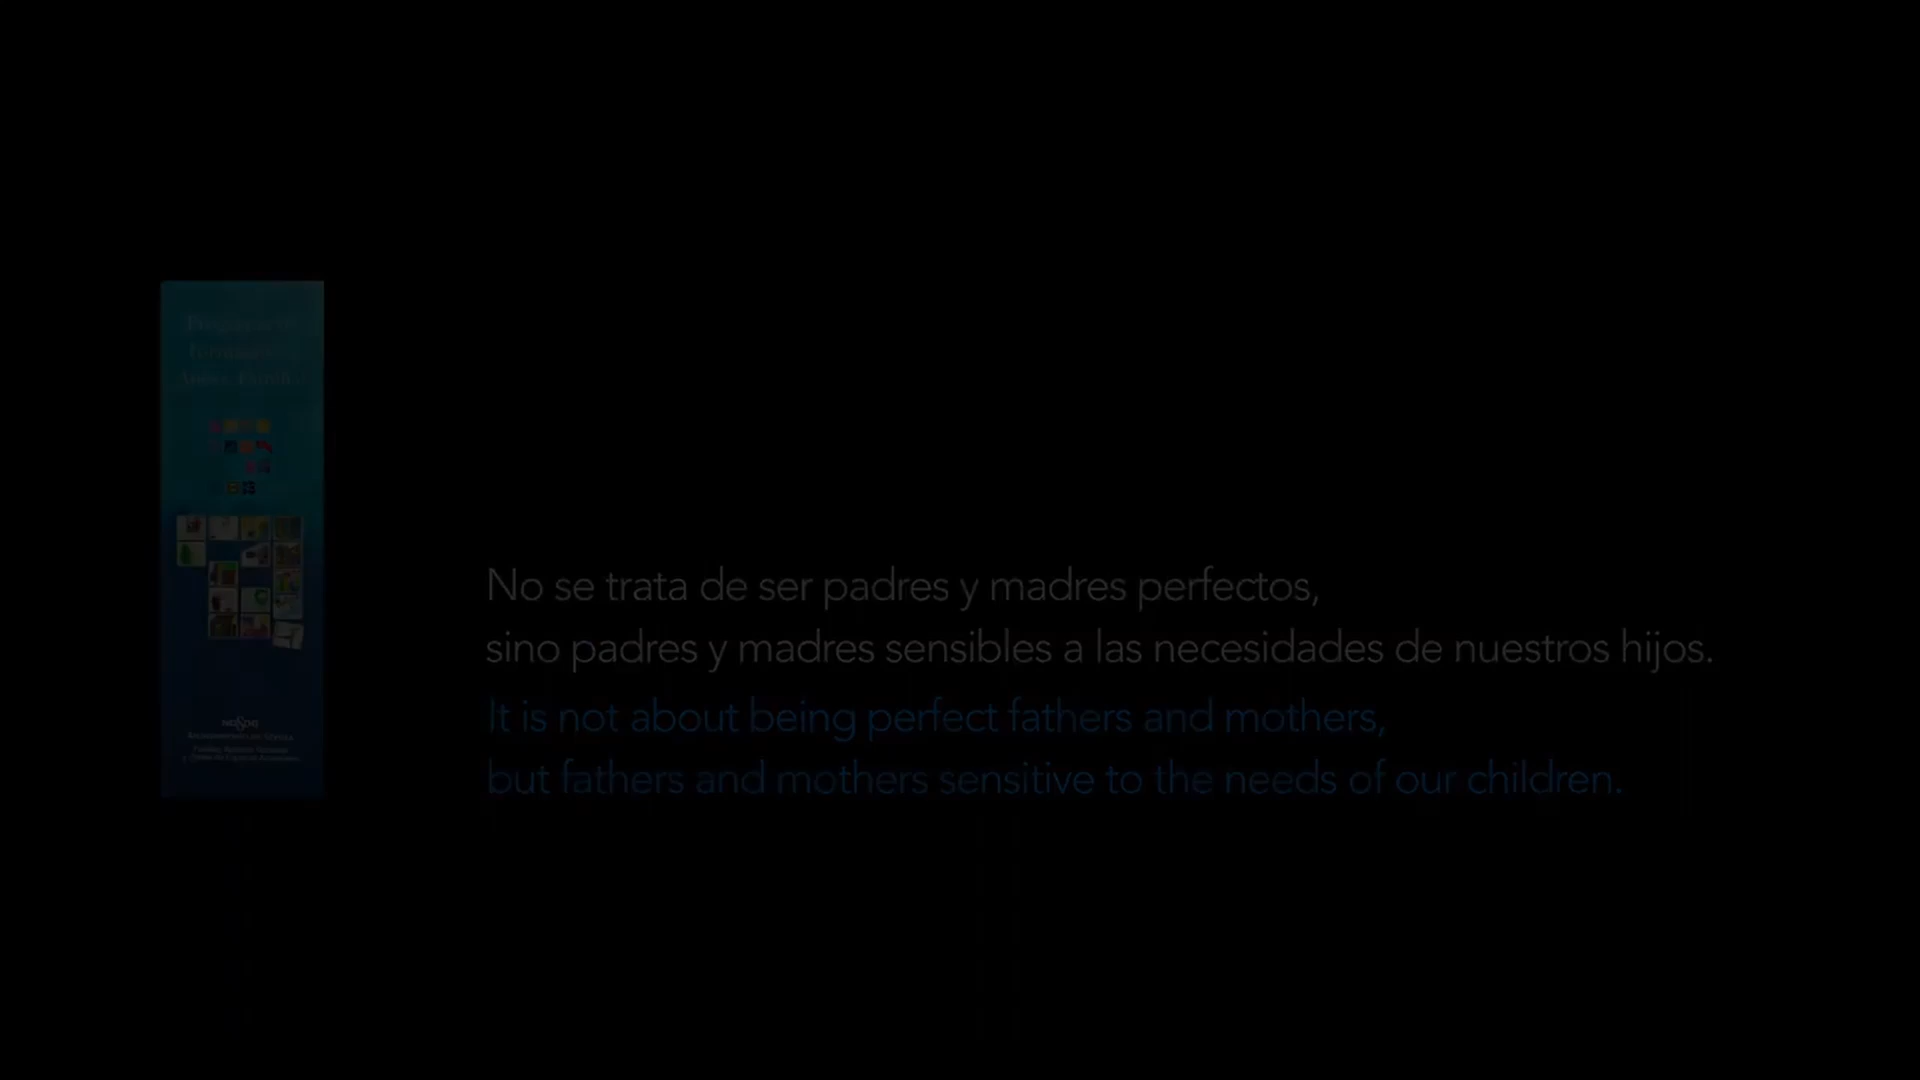 No se trata de ser padres y madres perfectos,
sino padres y madres sensibles a las necesidades de nuestros hijos.
It is not about being perfect fathers and mothers,
but fathers and mothers sensitive to the needs of our children.
NO8DO